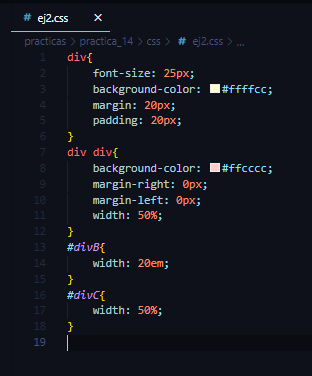 # ej2.css ×
practicas > practica_14 > css > # ej2.css > ...
1 div{
2     font-size: 25px;
3     background-color: #ffffcc;
4     margin: 20px;
5     padding: 20px;
6 }
7 div div{
8     background-color: #ffcccc;
9     margin-right: 0px;
10     margin-left: 0px;
11     width: 50%;
12 }
13 #divB{
14     width: 20em;
15 }
16 #divC{
17     width: 50%;
18 }
19